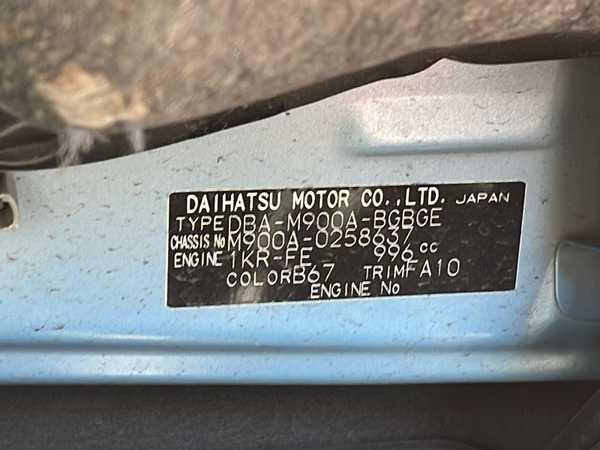 DAIHATSU MOTOR CO.,LTD. JAPAN
TYPE DBA-M900A-BGBGE
CHASSIS No M900A-0258637
ENGINE 1KR-FE 996 cc
COLOR B67 TRIM FA10
ENGINE No